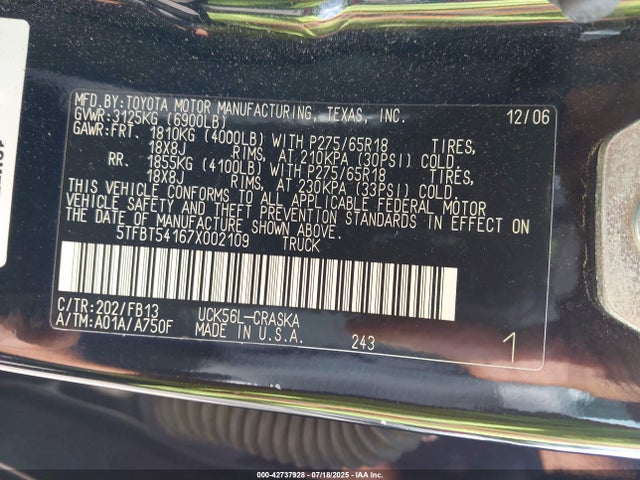 MFD.BY: TOYOTA MOTOR MANUFACTURING, TEXAS, INC. 12/06
GVWR: 3125KG (6900LB)
GAWR: FRT. 1810KG (4000LB) WITH P275/65R18 TIRES,
18X8J RIMS, AT 210KPA (30PSI) COLD.
RR. 1855KG (4100LB) WITH P275/65R18 TIRES,
18X8J RIMS, AT 230KPA (33PSI) COLD.
THIS VEHICLE CONFORMS TO ALL APPLICABLE FEDERAL MOTOR
VEHICLE SAFETY AND THEFT PREVENTION STANDARDS IN EFFECT ON
THE DATE OF MANUFACTURE SHOWN ABOVE.
5TFBT54167X002109 TRUCK
C/TR: 202/FB13 UCK56L-CRASKA
A/TM: A01A/A750F MADE IN U.S.A. 243 1
000-42737928 - 07/18/2025 - COPYRIGHT IAA, LLC.